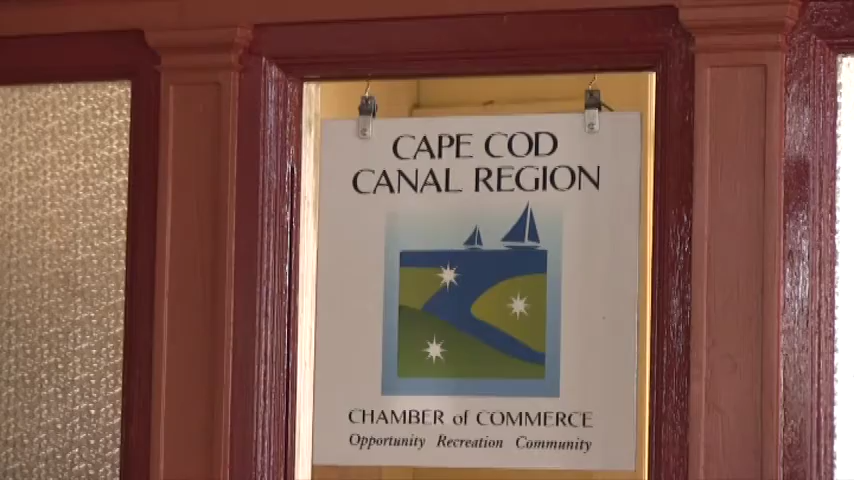 CAPE COD
CANAL REGION
CHAMBER of COMMERCE
Opportunity Recreation Community